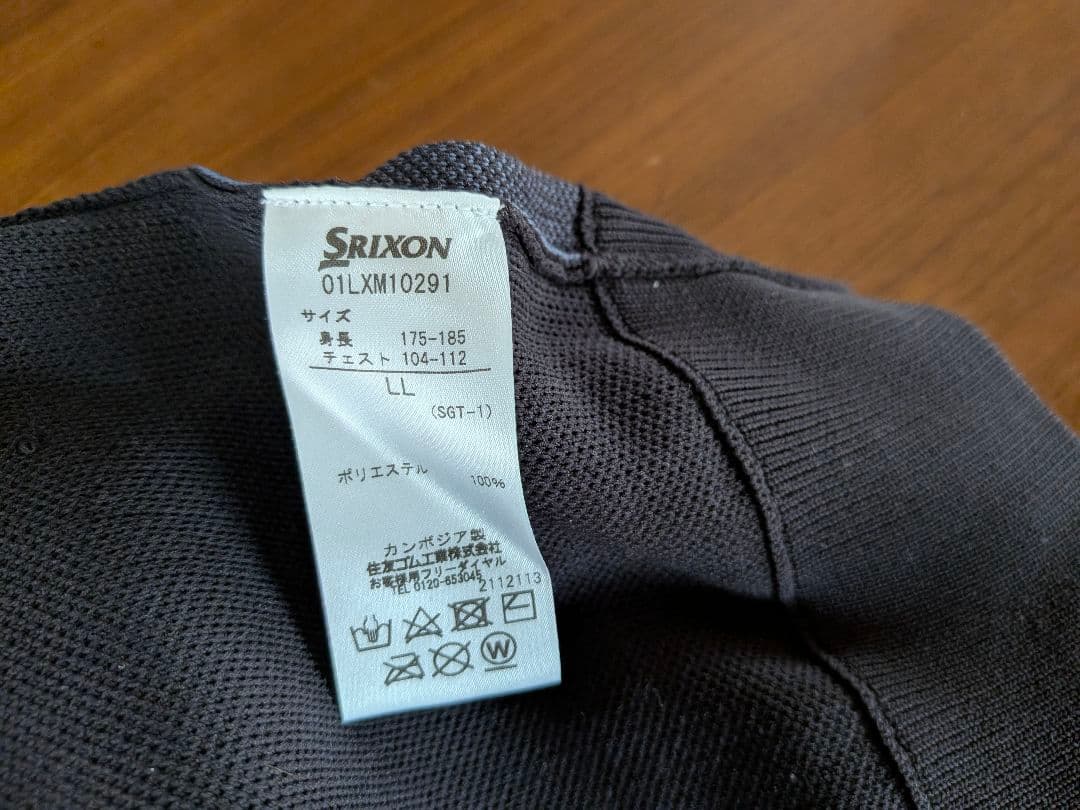 SRIXON
01LXM10291
サイズ
身長 175-185
チェスト 104-112
LL
(SGT-1)
ポリエステル 100%
カンボジア製
住友ゴム工業株式会社
お客様用フリーダイヤル
TEL 0120-653045
2112113
W